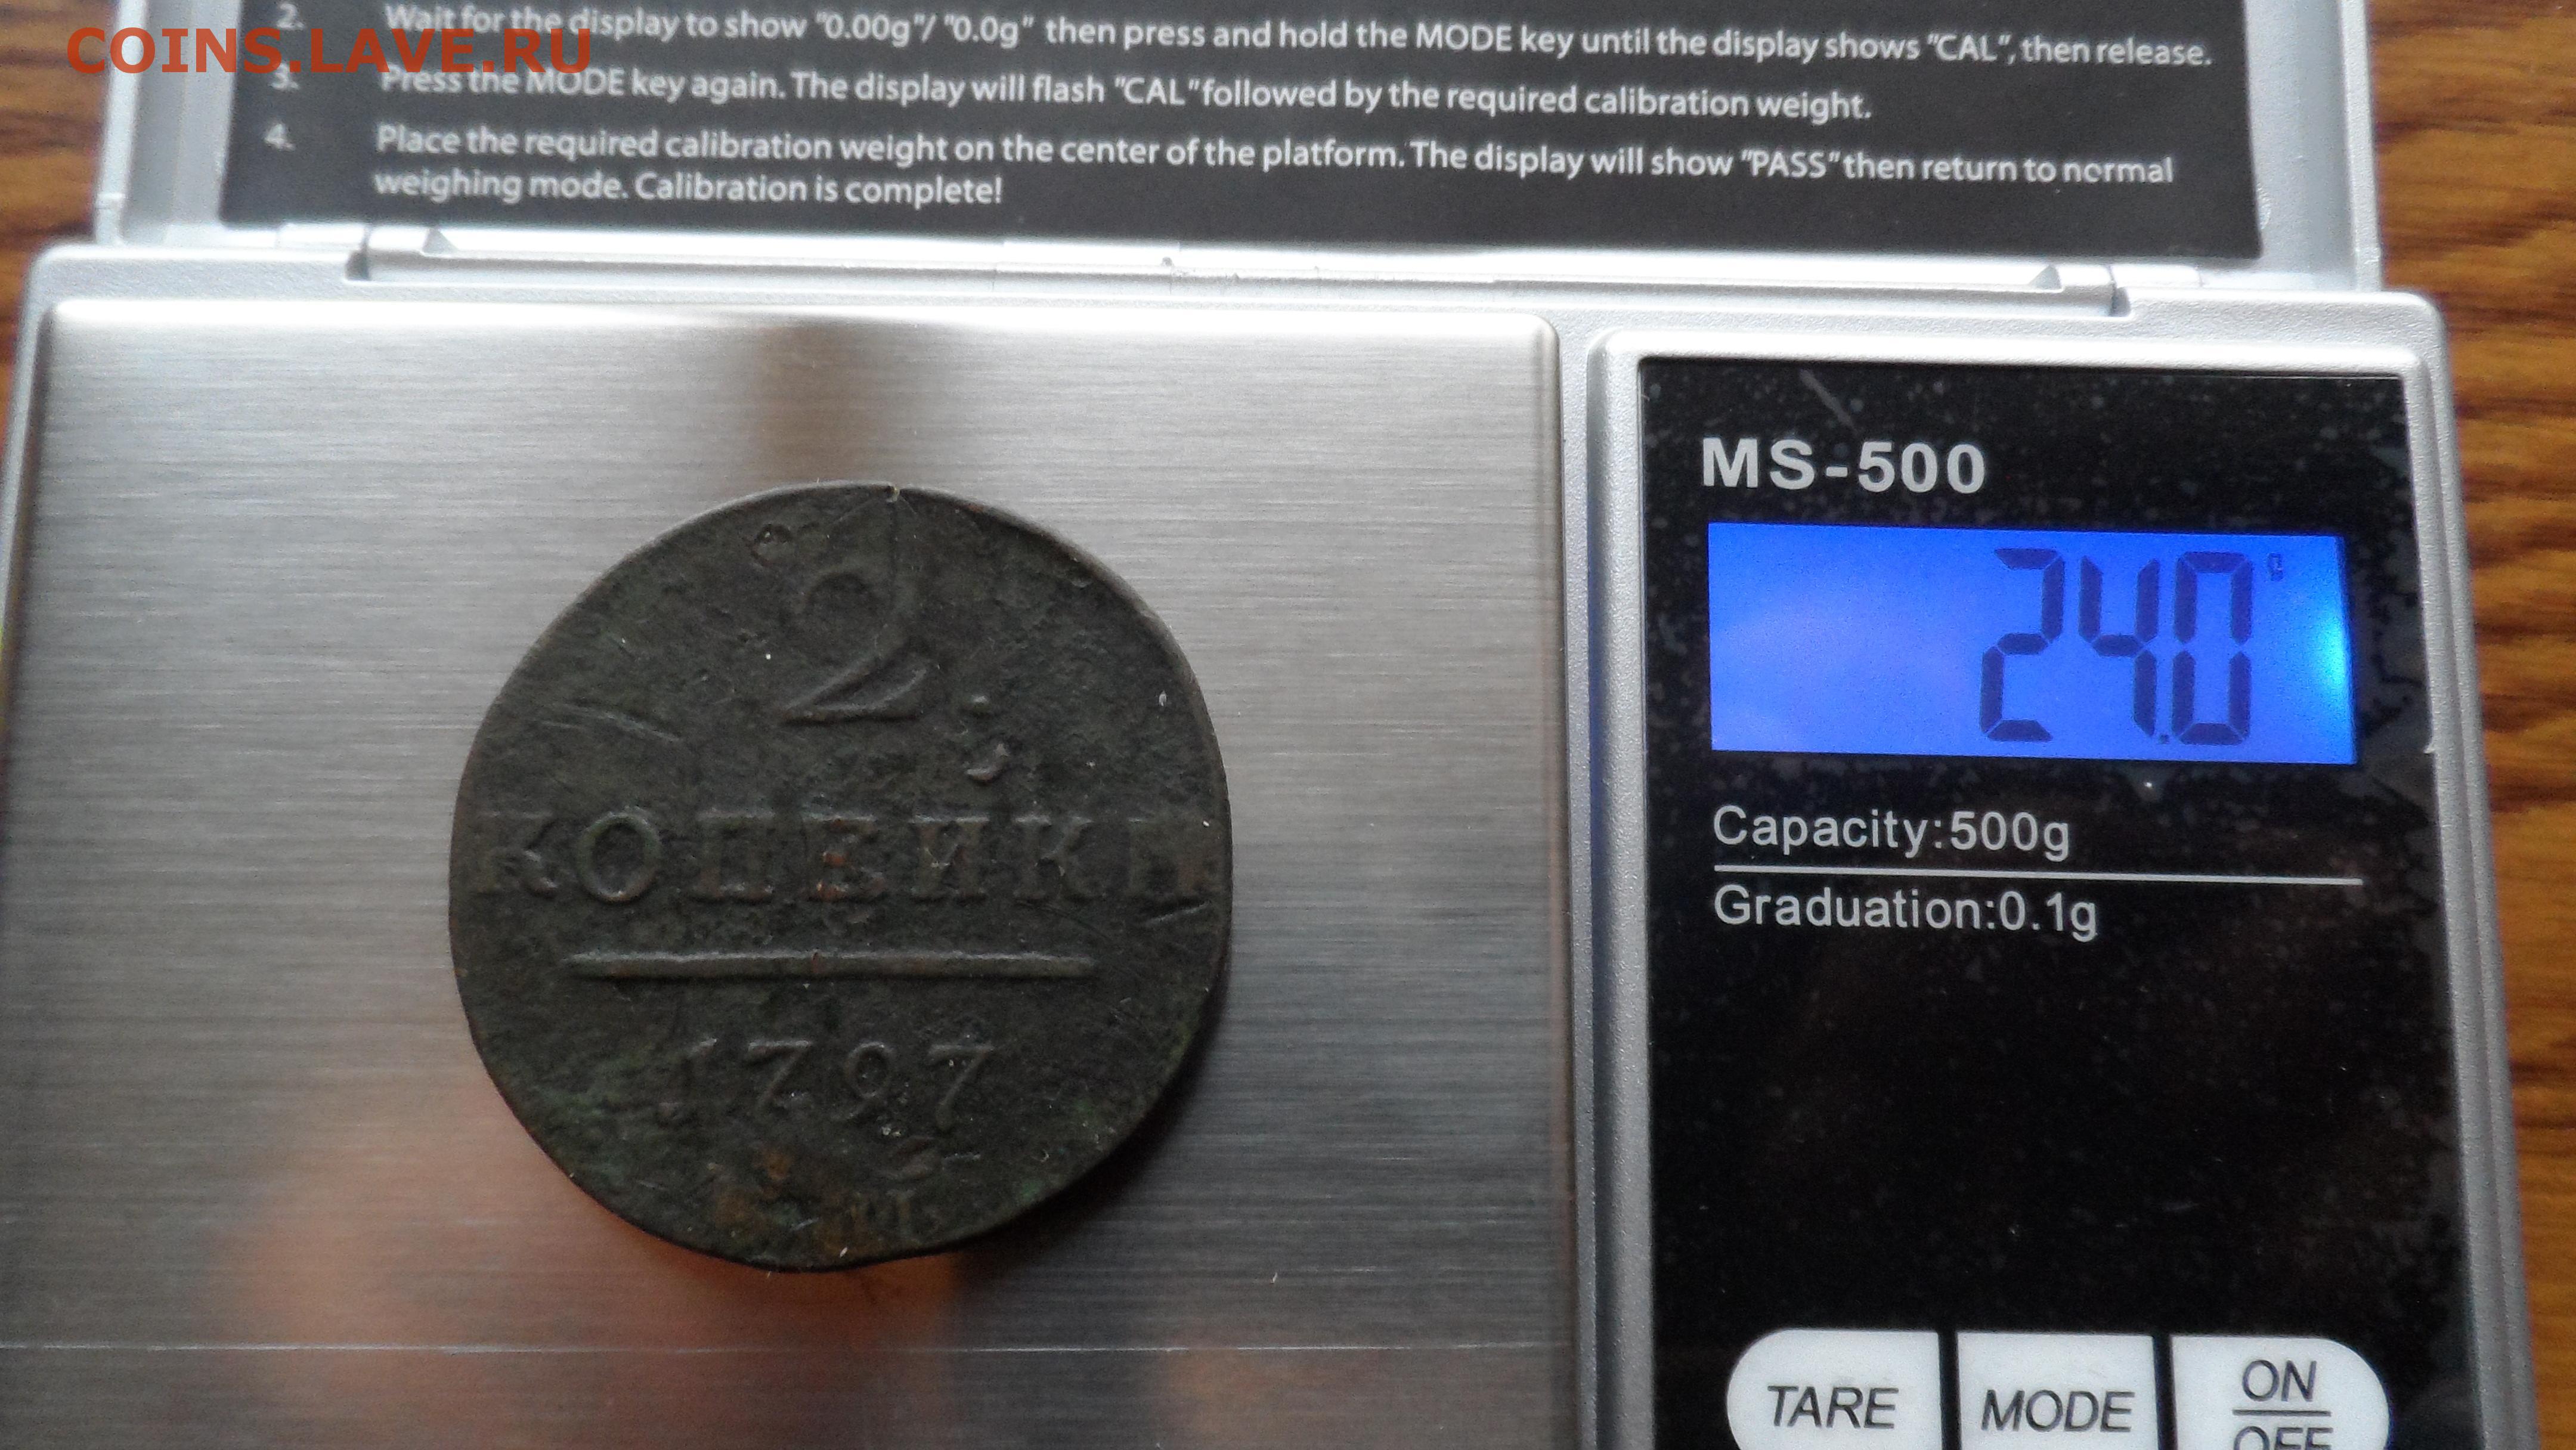 COINS.LAVE.RU
2. Wait for the display to show "0.00g"/ "0.0g" then press and hold the MODE key until the display shows "CAL", then release.
3. Press the MODE key again. The display will flash "CAL" followed by the required calibration weight.
4. Place the required calibration weight on the center of the platform. The display will show "PASS" then return to normal
weighing mode. Calibration is complete!
MS-500
24.0 g
Capacity:500g
Graduation:0.1g
TARE
MODE
ON
OFF
2.
КОПЕЙКИ
1797